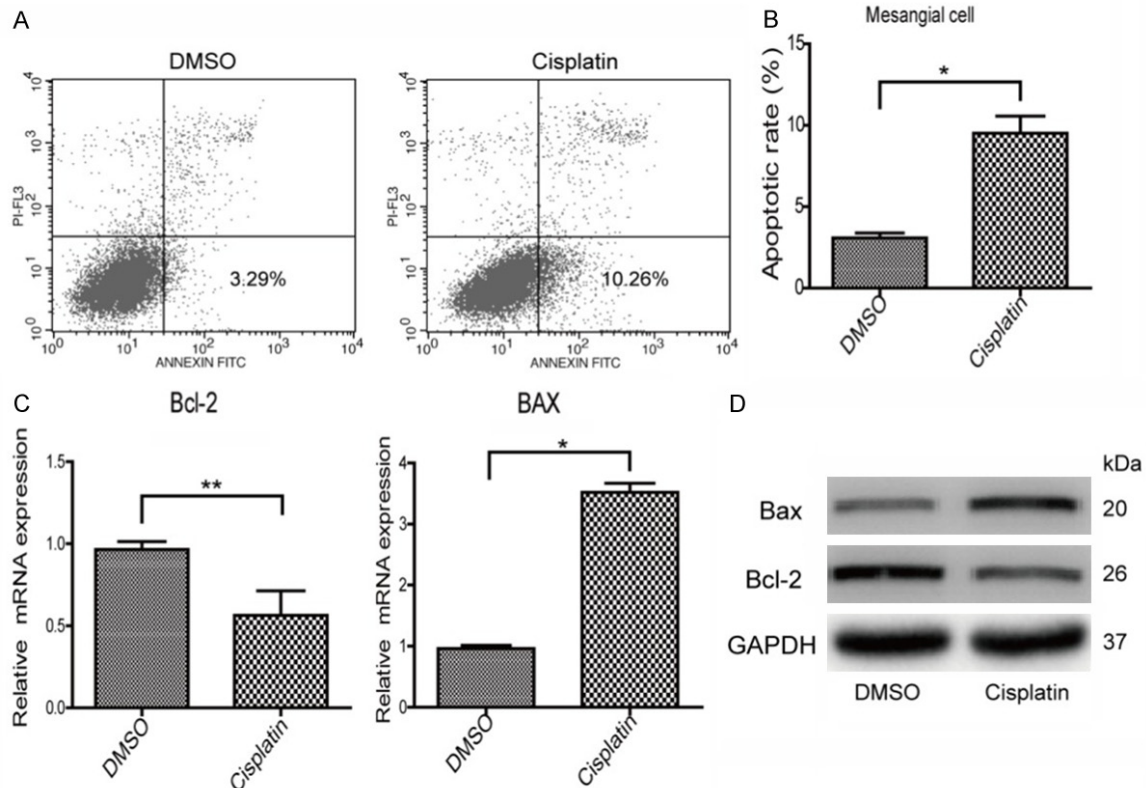 A
DMSO
Cisplatin
PI-FL3
10^4
10^3
10^2
10^1
10^0
3.29%
10^0 10^1 10^2 10^3 10^4
ANNEXIN FITC
PI-FL3
10^4
10^3
10^2
10^1
10^0
10.26%
10^0 10^1 10^2 10^3 10^4
ANNEXIN FITC
B
Mesangial cell
Apoptotic rate (%)
15
10
5
0
*
DMSO
Cisplatin
C
Bcl-2
Relative mRNA expression
1.5
1.0
0.5
0.0
**
DMSO
Cisplatin
BAX
Relative mRNA expression
4
3
2
1
0
*
DMSO
Cisplatin
D
kDa
Bax 20
Bcl-2 26
GAPDH 37
DMSO Cisplatin